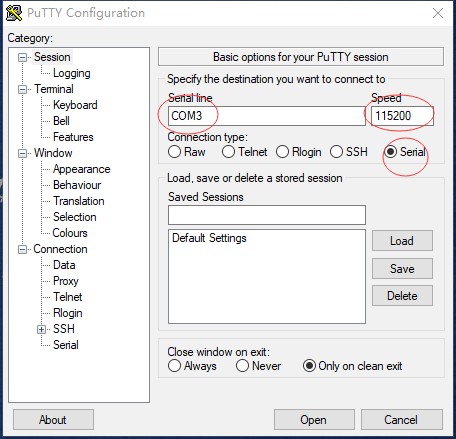 PuTTY Configuration
Category:
Session
Logging
Terminal
Keyboard
Bell
Features
Window
Appearance
Behaviour
Translation
Selection
Colours
Connection
Data
Proxy
Telnet
Rlogin
SSH
Serial
Basic options for your PuTTY session
Specify the destination you want to connect to
Serial line Speed
COM3 115200
Connection type:
Raw Telnet Rlogin SSH Serial
Load, save or delete a stored session
Saved Sessions
Default Settings
Load
Save
Delete
Close window on exit:
Always Never Only on clean exit
About Open Cancel